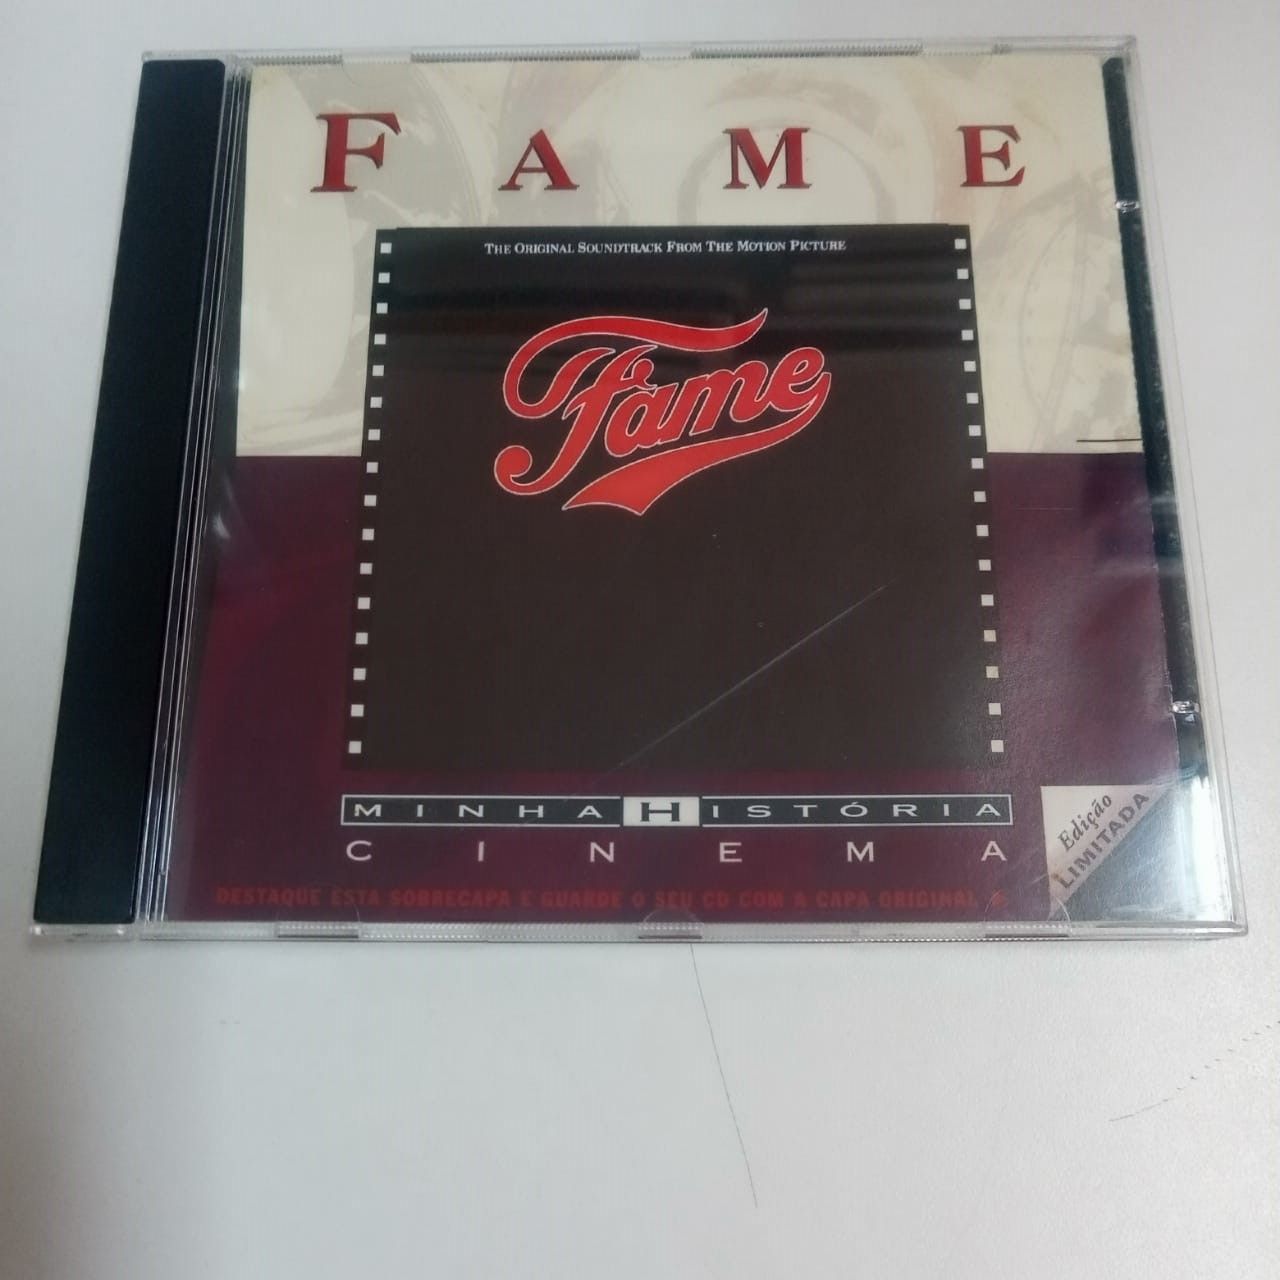 FAME
THE ORIGINAL SOUNDTRACK FROM THE MOTION PICTURE
Fame
MINHA HISTÓRIA
CINEMA
Edição
LIMITADA
DESTAQUE ESTA SOBRECAPA E GUARDE O SEU CD COM A CAPA ORIGINAL